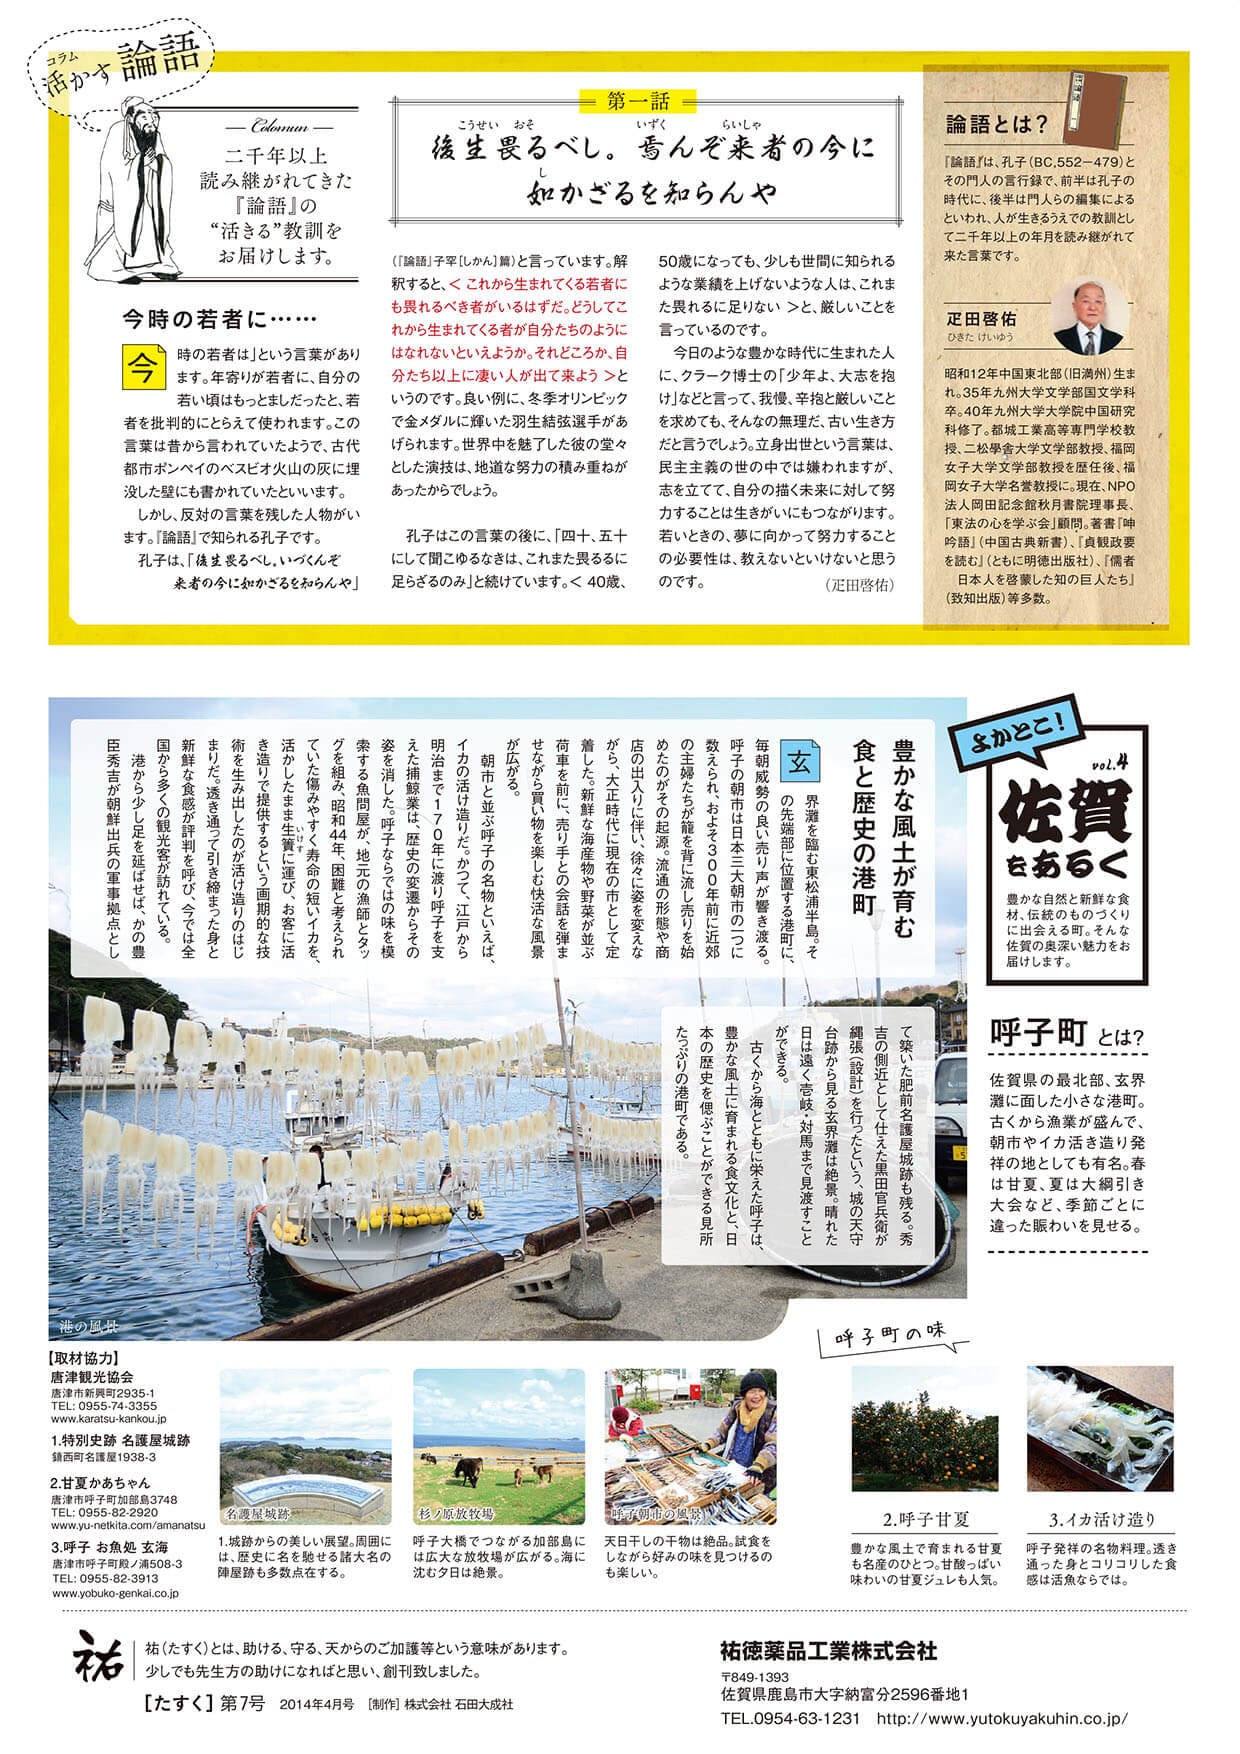 コラム
活かす論語
Colomun
二千年以上
読み継がれてきた
『論語』の
“活きる”教訓を
お届けします。
第一話
こうせい おそ いずく らいしゃ
後生畏るべし。焉んぞ来者の今に
し
如かざるを知らんや
今時の若者に……
今
時の若者は」という言葉があり
ます。年寄りが若者に、自分の
若い頃はもっとましだったと、若
者を批判的にとらえて使われます。この
言葉は昔から言われていたようで、古代
都市ポンペイのベスビオ火山の灰に埋
没した壁にも書かれていたといいます。
しかし、反対の言葉を残した人物がい
ます。『論語』で知られる孔子です。
孔子は、「後生畏るべし。いづくんぞ
来者の今に如かざるを知らんや」
(『論語』子罕[しかん]篇)と言っています。解
釈すると、< これから生まれてくる若者に
も畏れるべき者がいるはずだ。どうしてこ
れから生まれてくる者が自分たちのように
はなれないといえようか。それどころか、自
分たち以上に凄い人が出て来よう >と
いうのです。良い例に、冬季オリンピック
で金メダルに輝いた羽生結弦選手があ
げられます。世界中を魅了した彼の堂々
とした演技は、地道な努力の積み重ねが
あったからでしょう。
孔子はこの言葉の後に、「四十、五十
にして聞こゆるなきは、これまた畏るるに
足らざるのみ」と続けています。< 40歳、
50歳になっても、少しも世間に知られる
ような業績を上げないような人は、これま
た畏れるに足りない >と、厳しいことを
言っているのです。
今日のような豊かな時代に生まれた人
に、クラーク博士の「少年よ、大志を抱
け」などと言って、我慢、辛抱と厳しいこと
を求めても、そんなの無理だ、古い生き方
だと言うでしょう。立身出世という言葉は、
民主主義の世の中では嫌われますが、
志を立てて、自分の描く未来に対して努
力することは生きがいにもつながります。
若いときの、夢に向かって努力すること
の必要性は、教えないといけないと思う
のです。
(疋田啓佑)
論語とは?
『論語』は、孔子(BC,552-479)と
その門人の言行録で、前半は孔子の
時代に、後半は門人らの編集による
といわれ、人が生きるうえでの教訓とし
て二千年以上の年月を読み継がれて
来た言葉です。
疋田啓佑
ひきた けいゆう
昭和12年中国東北部(旧満州)生ま
れ。35年九州大学文学部国文学科
卒。40年九州大学大学院中国研究
科修了。都城工業高等専門学校教
授、二松學舎大学文学部教授、福岡
女子大学文学部教授を歴任後、福
岡女子大学名誉教授に。現在、NPO
法人岡田記念館秋月書院理事長、
「東法の心を学ぶ会」顧問。著書『呻
吟語』(中国古典新書)、『貞観政要
を読む』(ともに明徳出版社)、『儒者
日本人を啓蒙した知の巨人たち』
(致知出版)等多数。
よかとこ!
vol.4
佐賀
をあるく
豊かな自然と新鮮な食
材、伝統のものづくり
に出会える町。そんな
佐賀の奥深い魅力をお
届けします。
豊かな風土が育む
食と歴史の港町
玄
界灘を臨む東松浦半島。そ
の先端部に位置する港町に、
毎朝威勢の良い売り声が響き渡る。
呼子の朝市は日本三大朝市の一つに
数えられ、およそ300年前に近郊
の主婦たちが籠を背に流し売りを始
めたのがその起源。流通の形態や商
店の出入りに伴い、徐々に姿を変えな
がら、大正時代に現在の市として定
着した。新鮮な海産物や野菜が並ぶ
荷車を前に、売り手との会話を弾ま
せながら買い物を楽しむ快活な風景
が広がる。
朝市と並ぶ呼子の名物といえば、
イカの活け造りだ。かつて、江戸から
明治まで170年に渡り呼子を支
えた捕鯨業は、歴史の変遷からその
姿を消した。呼子ならではの味を模
索する魚問屋が、地元の漁師とタッ
グを組み、昭和44年、困難と考えられ
ていた傷みやすく寿命の短いイカを、
いけす
活かしたまま生簀に運び、お客に活
き造りで提供するという画期的な技
術を生み出したのが活け造りのはじ
まりだ。透き通って引き締まった身と
新鮮な食感が評判を呼び、今では全
国から多くの観光客が訪れている。
港から少し足を延ばせば、かの豊
臣秀吉が朝鮮出兵の軍事拠点とし
て築いた肥前名護屋城跡も残る。秀
吉の側近として仕えた黒田官兵衛が
縄張(設計)を行ったという、城の天守
台跡から見る玄界灘は絶景。晴れた
日は遠く壱岐・対馬まで見渡すこと
ができる。
古くから海とともに栄えた呼子は、
豊かな風土に育まれる食文化と、日
本の歴史を偲ぶことができる見所
たっぷりの港町である。
港の風景
呼子町とは?
佐賀県の最北部、玄界
灘に面した小さな港町。
古くから漁業が盛んで、
朝市やイカ活き造り発
祥の地としても有名。春
は甘夏、夏は大綱引き
大会など、季節ごとに
違った賑わいを見せる。
【取材協力】
唐津観光協会
唐津市新興町2935-1
TEL: 0955-74-3355
www.karatsu-kankou.jp
1.特別史跡 名護屋城跡
鎮西町名護屋1938-3
2.甘夏かあちゃん
唐津市呼子町加部島3748
TEL: 0955-82-2920
www.yu-netkita.com/amanatsu
3.呼子 お魚処 玄海
唐津市呼子町殿ノ浦508-3
TEL: 0955-82-3913
www.yobuko-genkai.co.jp
名護屋城跡
1.城跡からの美しい展望。周囲に
は、歴史に名を馳せる諸大名の
陣屋跡も多数点在する。
杉ノ原放牧場
呼子大橋でつながる加部島に
は広大な放牧場が広がる。海に
沈む夕日は絶景。
呼子朝市の風景
天日干しの干物は絶品。試食を
しながら好みの味を見つけるの
も楽しい。
呼子町の味
2.呼子甘夏
豊かな風土で育まれる甘夏
も名産のひとつ。甘酸っぱい
味わいの甘夏ジュレも人気。
3.イカ活け造り
呼子発祥の名物料理。透き
通った身とコリコリした食
感は活魚ならでは。
祐
祐(たすく)とは、助ける、守る、天からのご加護等という意味があります。
少しでも先生方の助けになればと思い、創刊致しました。
[たすく] 第7号 2014年4月号 [制作] 株式会社 石田大成社
祐徳薬品工業株式会社
〒849-1393
佐賀県鹿島市大字納富分2596番地1
TEL.0954-63-1231 http://www.yutokuyakuhin.co.jp/